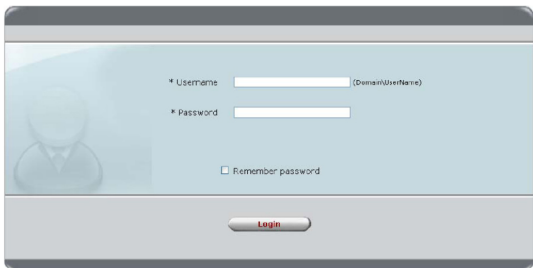 * Username (Domain\UserName)
* Password
Remember password
Login